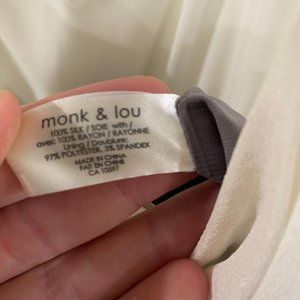 monk & lou
100% SILK / SOIE with /
avec 100% RAYON / RAYONNE
Lining / Doublure:
97% POLYESTER, 3% SPANDEX
MADE IN CHINA
FAIT EN CHINE
CA 10597